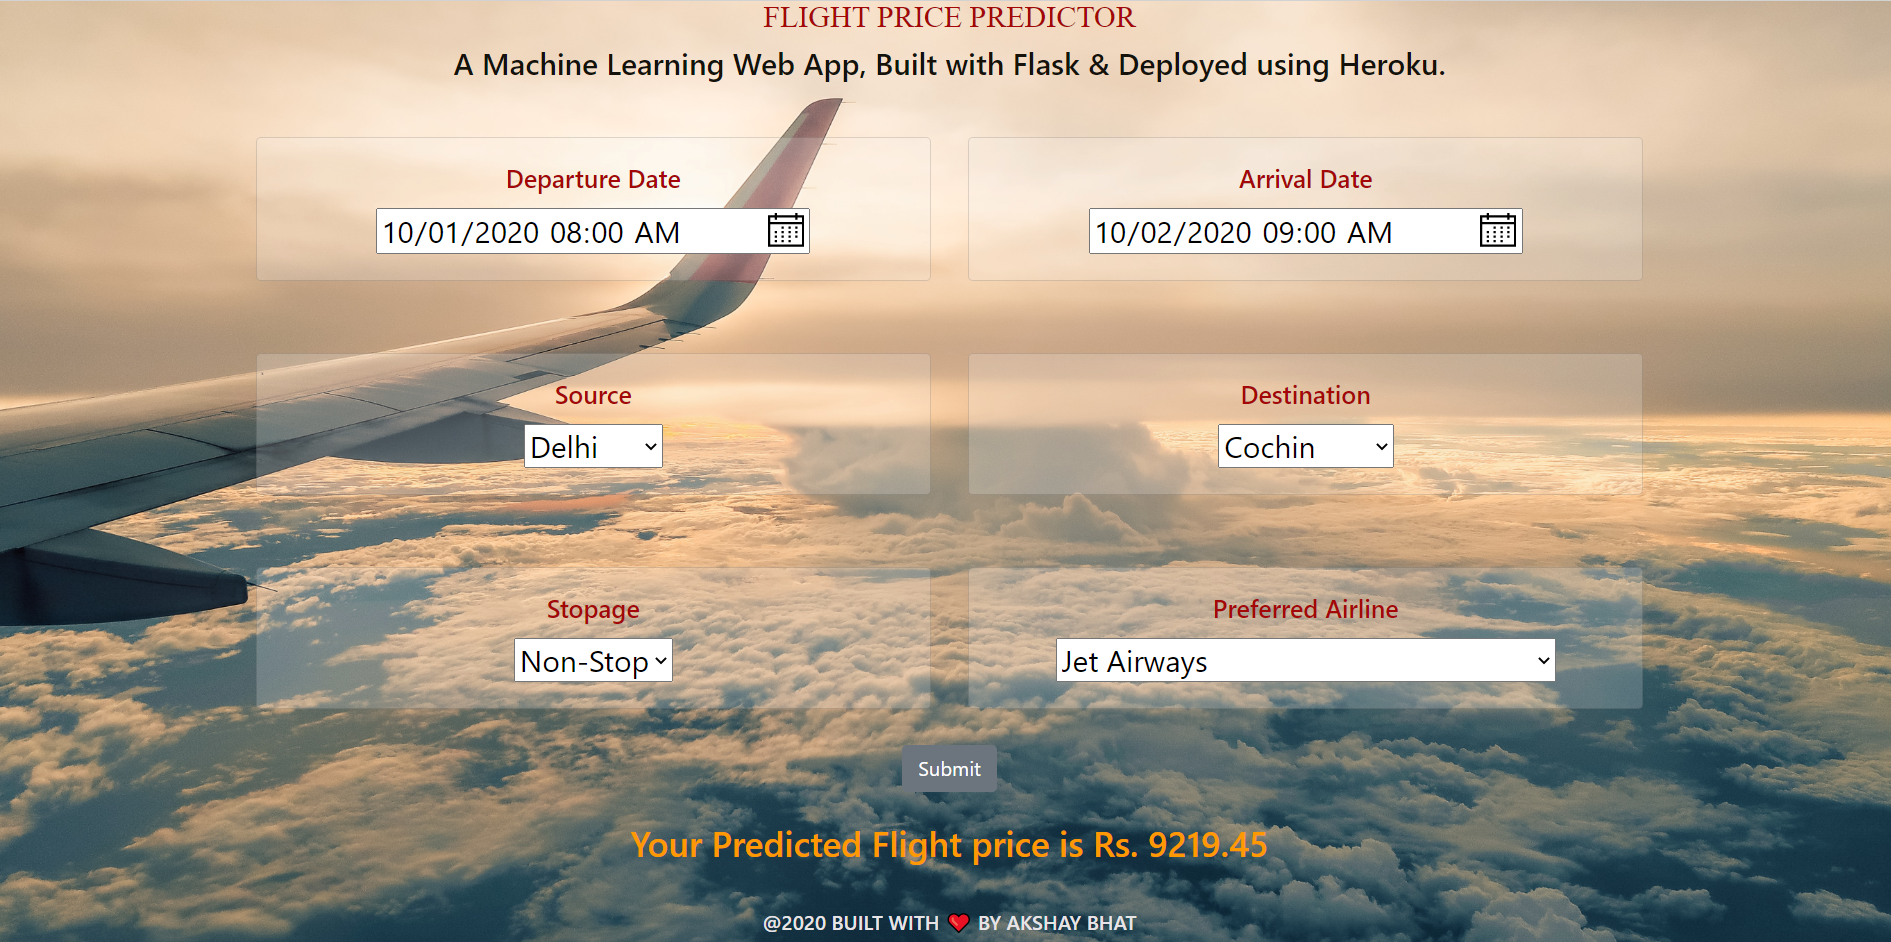 FLIGHT PRICE PREDICTOR
A Machine Learning Web App, Built with Flask & Deployed using Heroku.
Departure Date
10/01/2020 08:00 AM
Arrival Date
10/02/2020 09:00 AM
Source
Delhi
Destination
Cochin
Stopage
Non-Stop
Preferred Airline
Jet Airways
Submit
Your Predicted Flight price is Rs. 9219.45
@2020 BUILT WITH ❤ BY AKSHAY BHAT